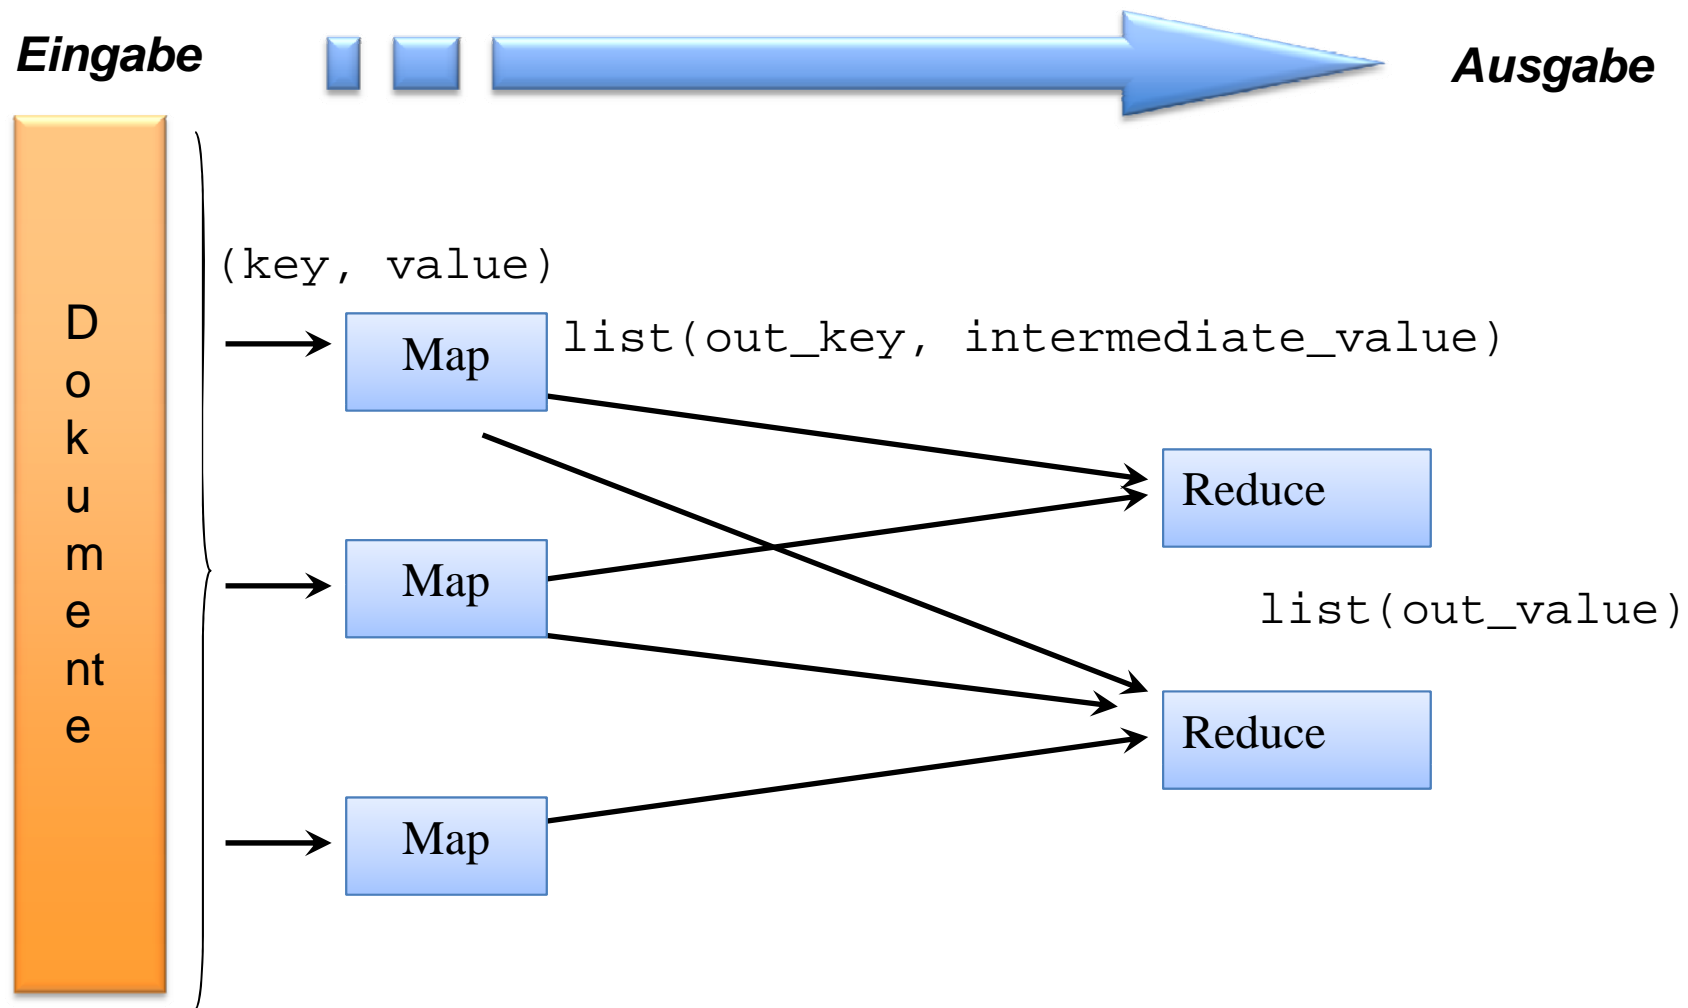 Eingabe
Ausgabe
D
o
k
u
m
e
nt
e
(key, value)
Map
list(out_key, intermediate_value)
Reduce
Map
list(out_value)
Reduce
Map